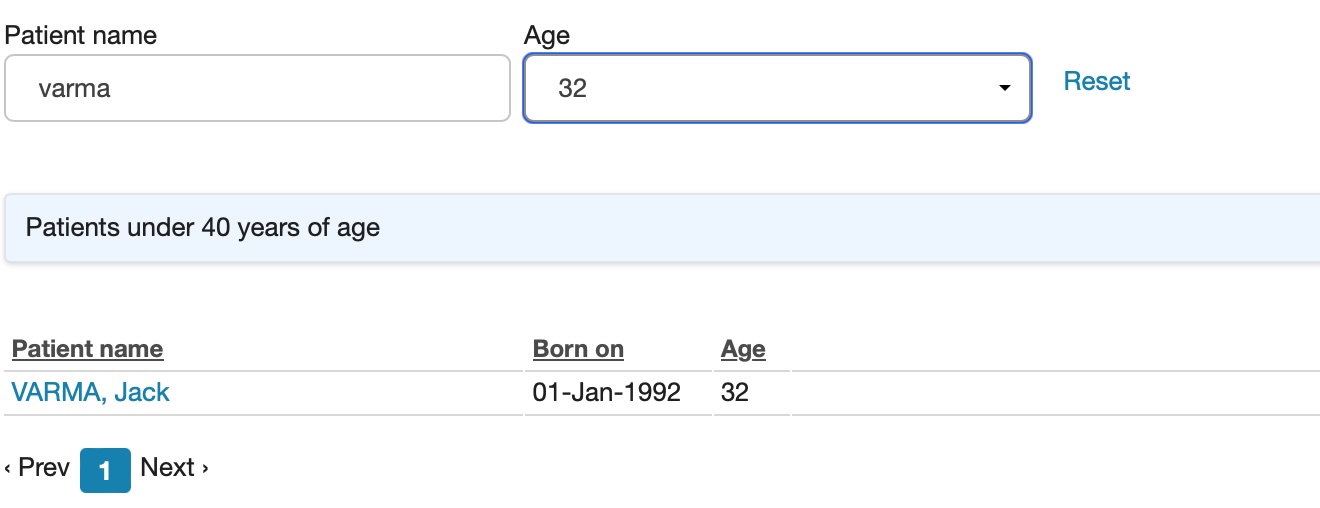 Patient name Age
varma 32 Reset
Patients under 40 years of age
Patient name Born on Age
VARMA, Jack 01-Jan-1992 32
‹ Prev 1 Next ›